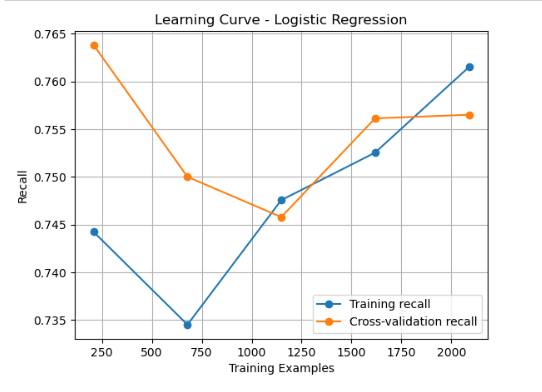 Learning Curve - Logistic Regression
0.765
0.760
0.755
0.750
0.745
0.740
0.735
Recall
Training recall
Cross-validation recall
250 500 750 1000 1250 1500 1750 2000
Training Examples